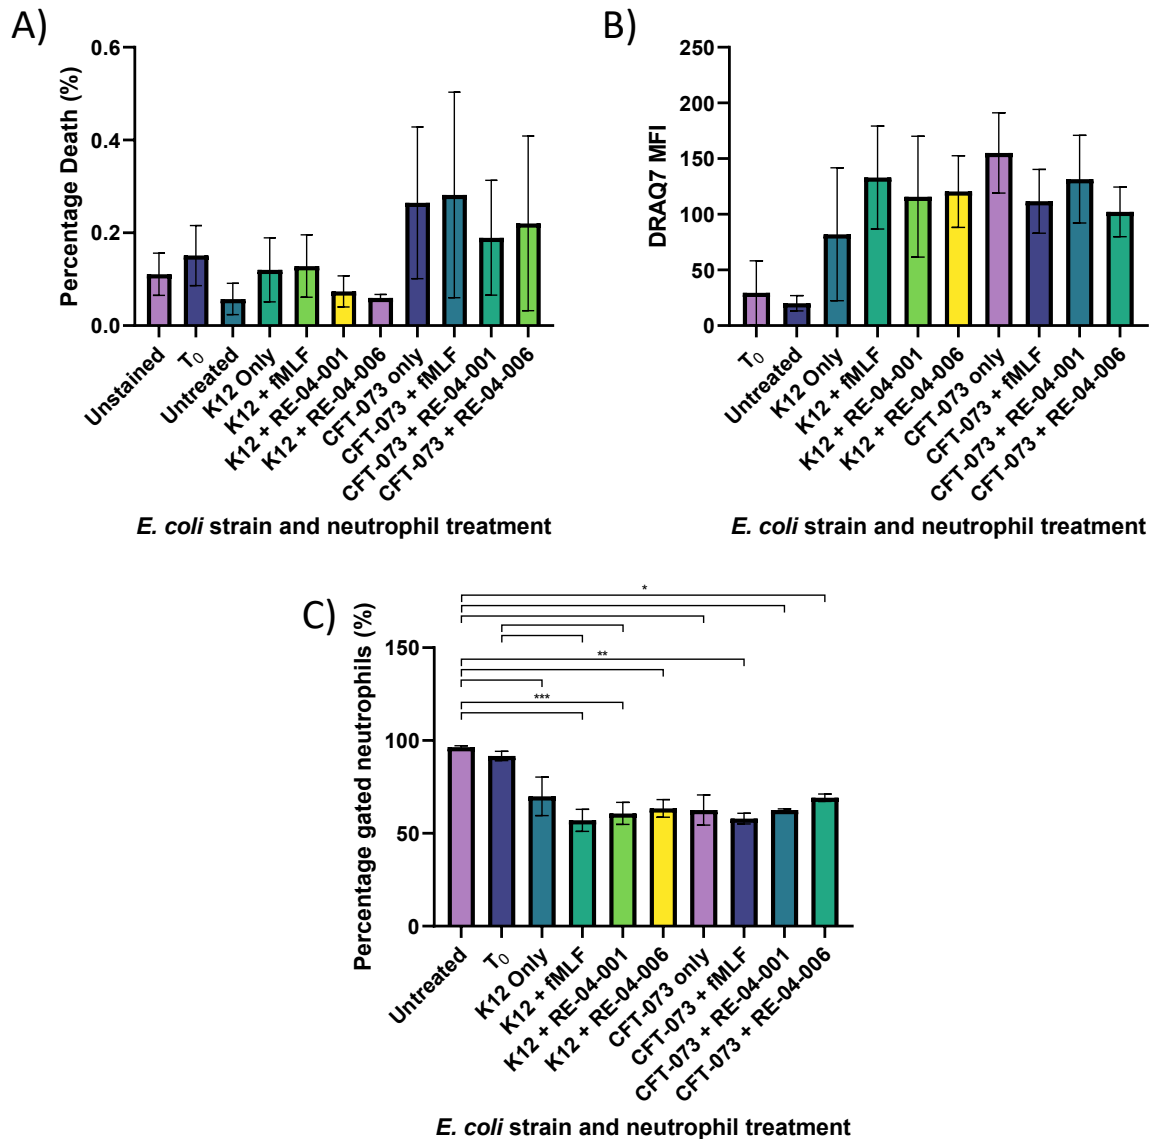 A)
Percentage Death (%)
0.6
0.4
0.2
0.0
Unstained
T0
Untreated
K12 Only
K12 + fMLF
K12 + RE-04-001
K12 + RE-04-006
CFT-073 only
CFT-073 + fMLF
CFT-073 + RE-04-001
CFT-073 + RE-04-006
E. coli strain and neutrophil treatment
B)
DRAQ7 MFI
250
200
150
100
50
0
T0
Untreated
K12 Only
K12 + fMLF
K12 + RE-04-001
K12 + RE-04-006
CFT-073 only
CFT-073 + fMLF
CFT-073 + RE-04-001
CFT-073 + RE-04-006
E. coli strain and neutrophil treatment
C)
Percentage gated neutrophils (%)
*
**
***
150
100
50
0
Untreated
T0
K12 Only
K12 + fMLF
K12 + RE-04-001
K12 + RE-04-006
CFT-073 only
CFT-073 + fMLF
CFT-073 + RE-04-001
CFT-073 + RE-04-006
E. coli strain and neutrophil treatment